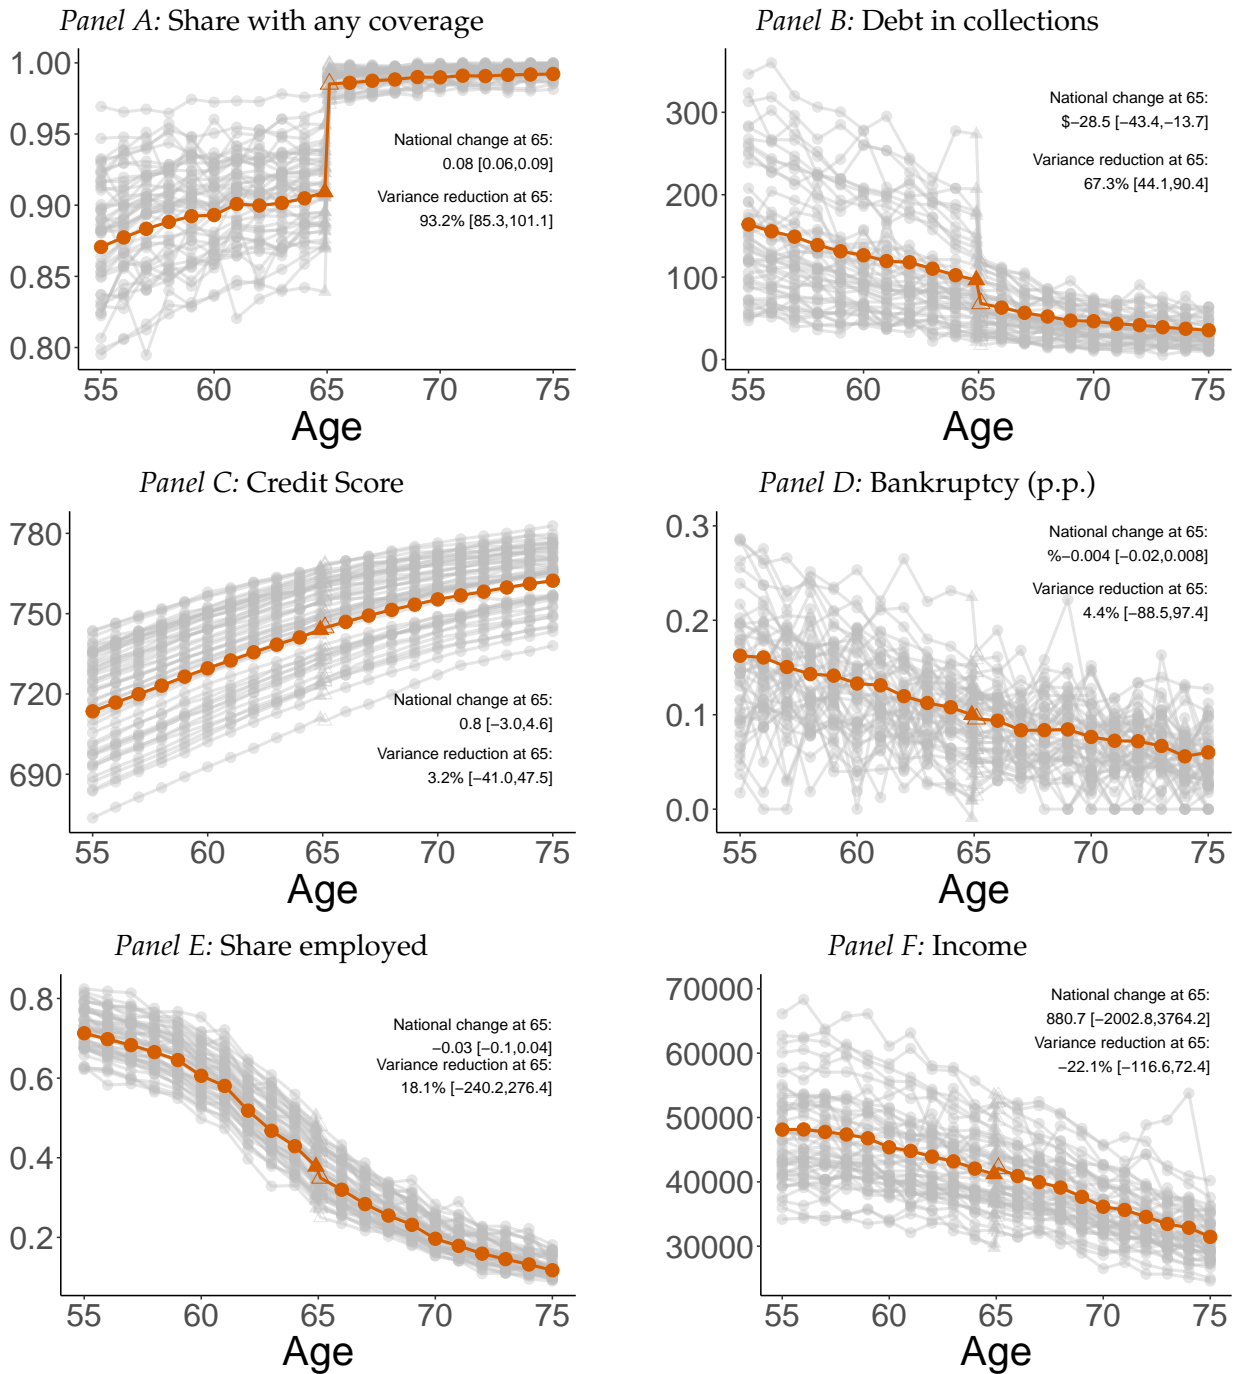 Panel A: Share with any coverage
1.00
0.95
0.90
0.85
0.80
National change at 65:
0.08 [0.06,0.09]
Variance reduction at 65:
93.2% [85.3,101.1]
55 60 65 70 75
Age
Panel B: Debt in collections
300
200
100
0
National change at 65:
$−28.5 [−43.4,−13.7]
Variance reduction at 65:
67.3% [44.1,90.4]
55 60 65 70 75
Age
Panel C: Credit Score
780
750
720
690
National change at 65:
0.8 [−3.0,4.6]
Variance reduction at 65:
3.2% [−41.0,47.5]
55 60 65 70 75
Age
Panel D: Bankruptcy (p.p.)
0.3
0.2
0.1
0.0
National change at 65:
%−0.004 [−0.02,0.008]
Variance reduction at 65:
4.4% [−88.5,97.4]
55 60 65 70 75
Age
Panel E: Share employed
0.8
0.6
0.4
0.2
National change at 65:
−0.03 [−0.1,0.04]
Variance reduction at 65:
18.1% [−240.2,276.4]
55 60 65 70 75
Age
Panel F: Income
70000
60000
50000
40000
30000
National change at 65:
880.7 [−2002.8,3764.2]
Variance reduction at 65:
−22.1% [−116.6,72.4]
55 60 65 70 75
Age